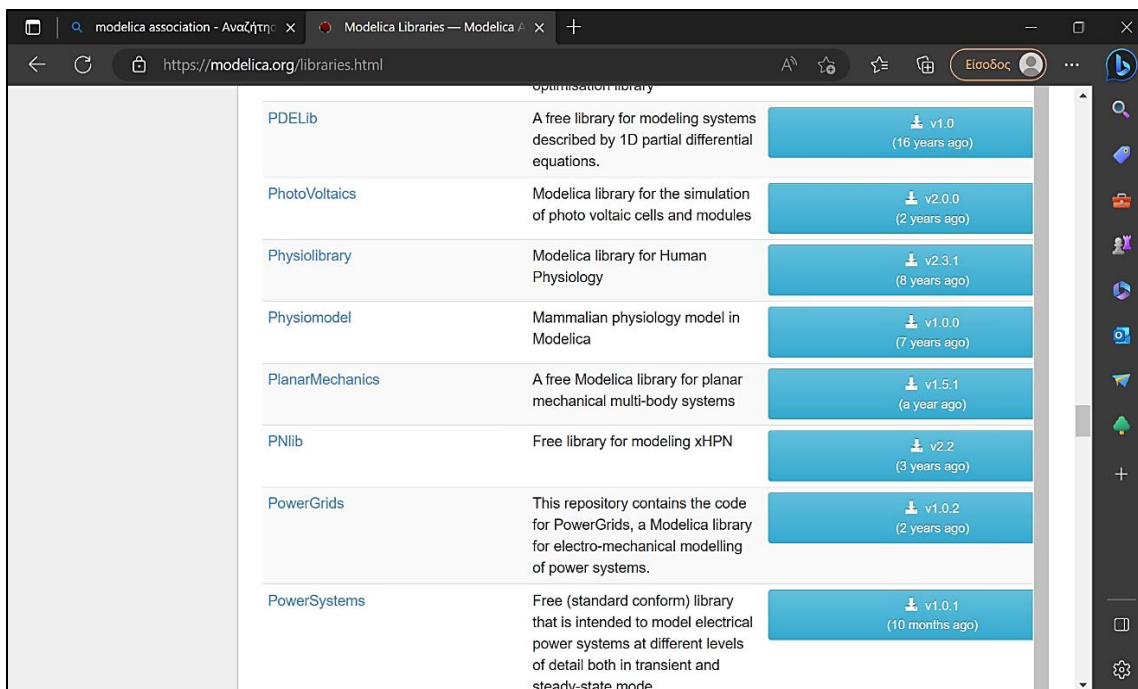 modelica association - Αναζήτησ
Modelica Libraries — Modelica A
https://modelica.org/libraries.html
Είσοδος
optimisation library
PDELib
A free library for modeling systems
described by 1D partial differential
equations.
v1.0
(16 years ago)
PhotoVoltaics
Modelica library for the simulation
of photo voltaic cells and modules
v2.0.0
(2 years ago)
Physiolibrary
Modelica library for Human
Physiology
v2.3.1
(8 years ago)
Physiomodel
Mammalian physiology model in
Modelica
v1.0.0
(7 years ago)
PlanarMechanics
A free Modelica library for planar
mechanical multi-body systems
v1.5.1
(a year ago)
PNlib
Free library for modeling xHPN
v2.2
(3 years ago)
PowerGrids
This repository contains the code
for PowerGrids, a Modelica library
for electro-mechanical modelling
of power systems.
v1.0.2
(2 years ago)
PowerSystems
Free (standard conform) library
that is intended to model electrical
power systems at different levels
of detail both in transient and
steady-state mode
v1.0.1
(10 months ago)